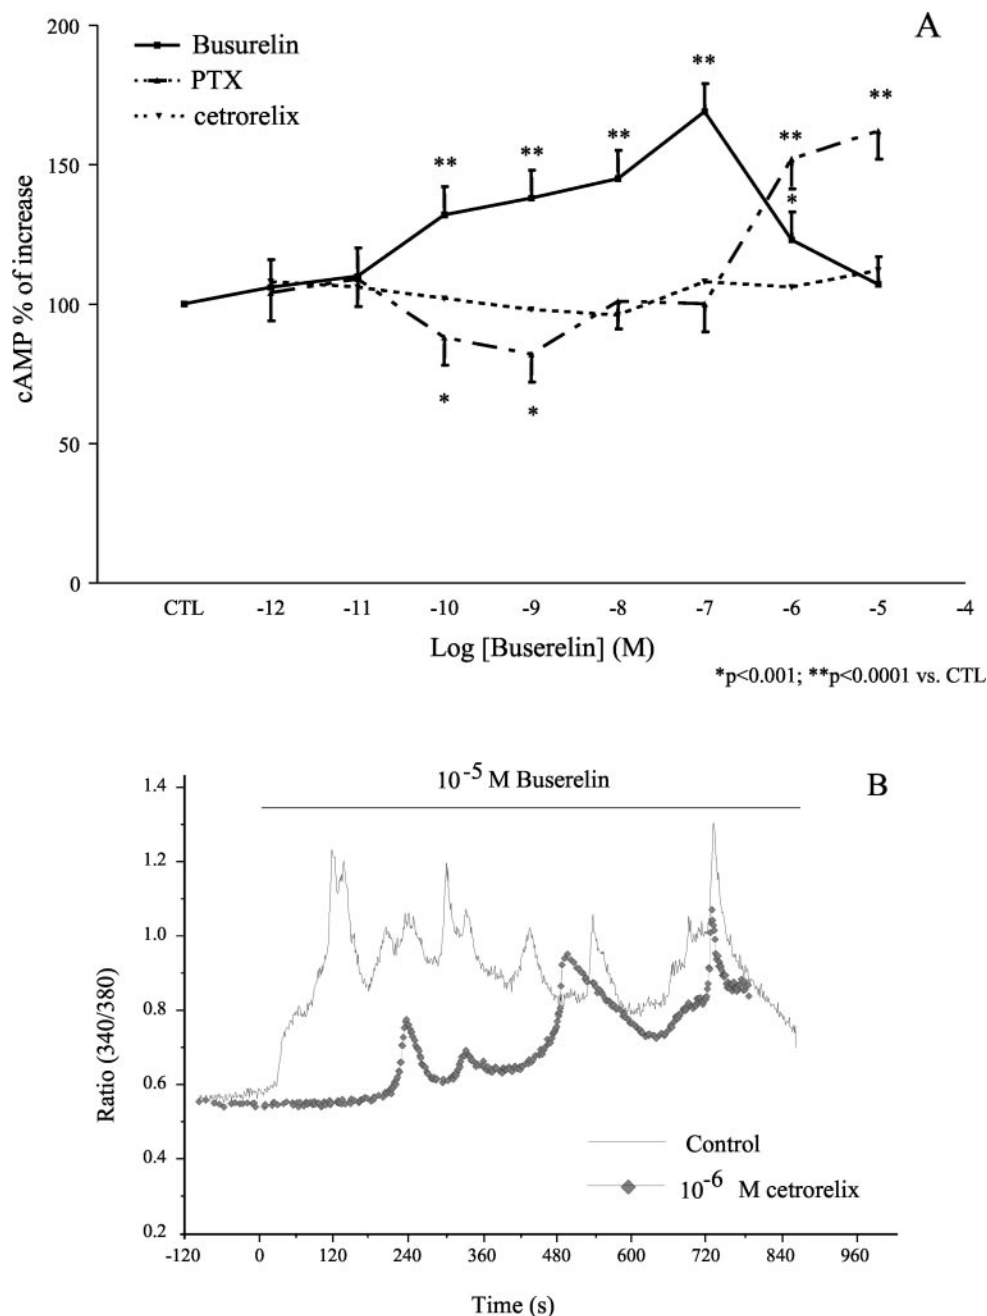 A
200
150
100
50
0
cAMP % of increase
Busurelin
PTX
cetrorelix
** ** ** ** ** **
*
* *
CTL -12 -11 -10 -9 -8 -7 -6 -5 -4
Log [Buserelin] (M)
*p<0.001; **p<0.0001 vs. CTL
10-5 M Buserelin
B
1.4
1.2
1.0
0.8
0.6
0.4
0.2
Ratio (340/380)
Control
10-6 M cetrorelix
-120 0 120 240 360 480 600 720 840 960
Time (s)